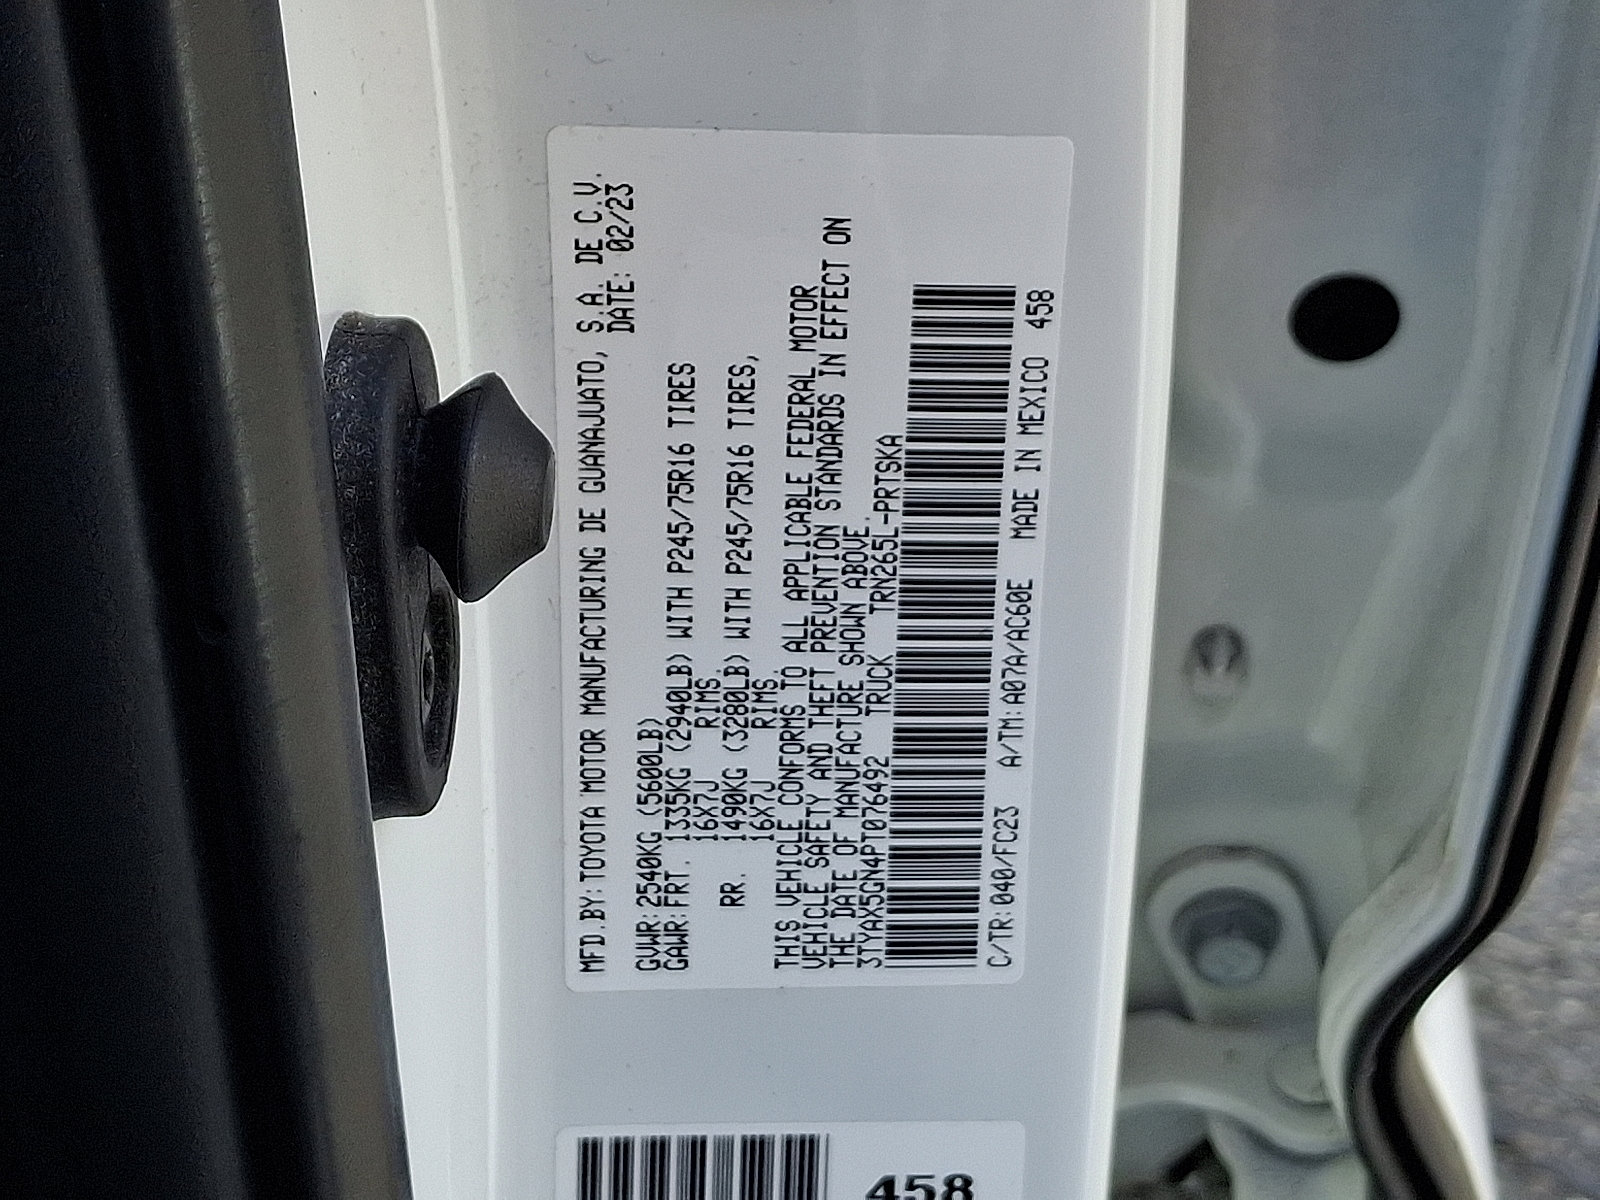 MFD.BY:TOYOTA MOTOR MANUFACTURING DE GUANAJUATO, S.A. DE C.V.
DATE: 02/23
GVWR:2540KG(5600LB)
GAWR:FRT. 1335KG (2940LB) WITH P245/75R16 TIRES
16X7J RIMS,
RR. 1490KG (3280LB) WITH P245/75R16 TIRES,
16X7J RIMS.
THIS VEHICLE CONFORMS TO ALL APPLICABLE FEDERAL MOTOR
VEHICLE SAFETY AND THEFT PREVENTION STANDARDS IN EFFECT ON
THE DATE OF MANUFACTURE SHOWN ABOVE.
3TYAX5GN4PT076492 TRUCK TRN265L-PRTSKA
C/TR:040/FC23 A/TM:A07A/AC60E MADE IN MEXICO 458
458